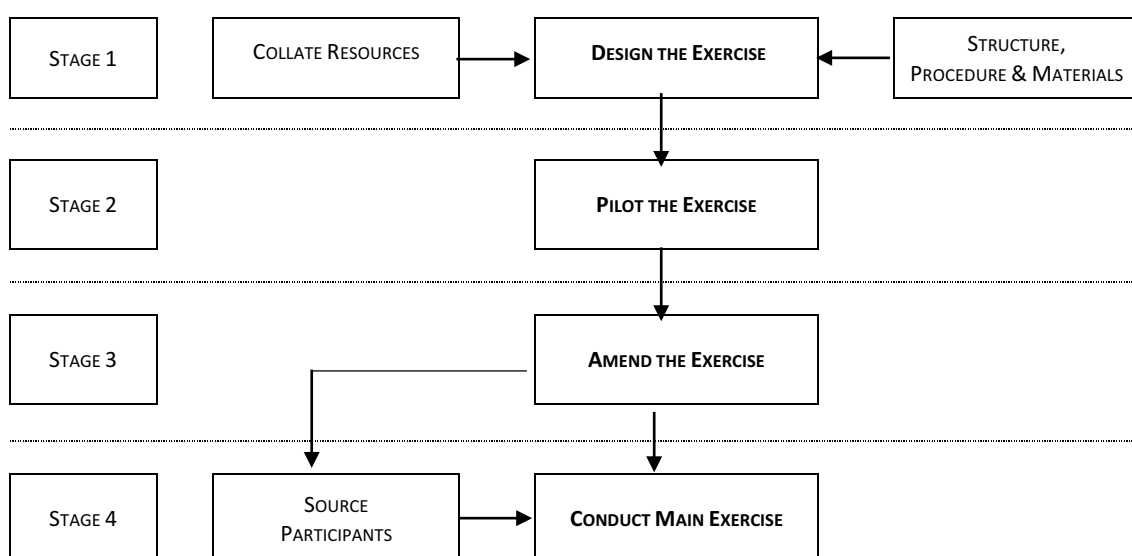 STAGE 1
COLLATE RESOURCES
DESIGN THE EXERCISE
STRUCTURE,
PROCEDURE & MATERIALS
STAGE 2
PILOT THE EXERCISE
STAGE 3
AMEND THE EXERCISE
STAGE 4
SOURCE
PARTICIPANTS
CONDUCT MAIN EXERCISE